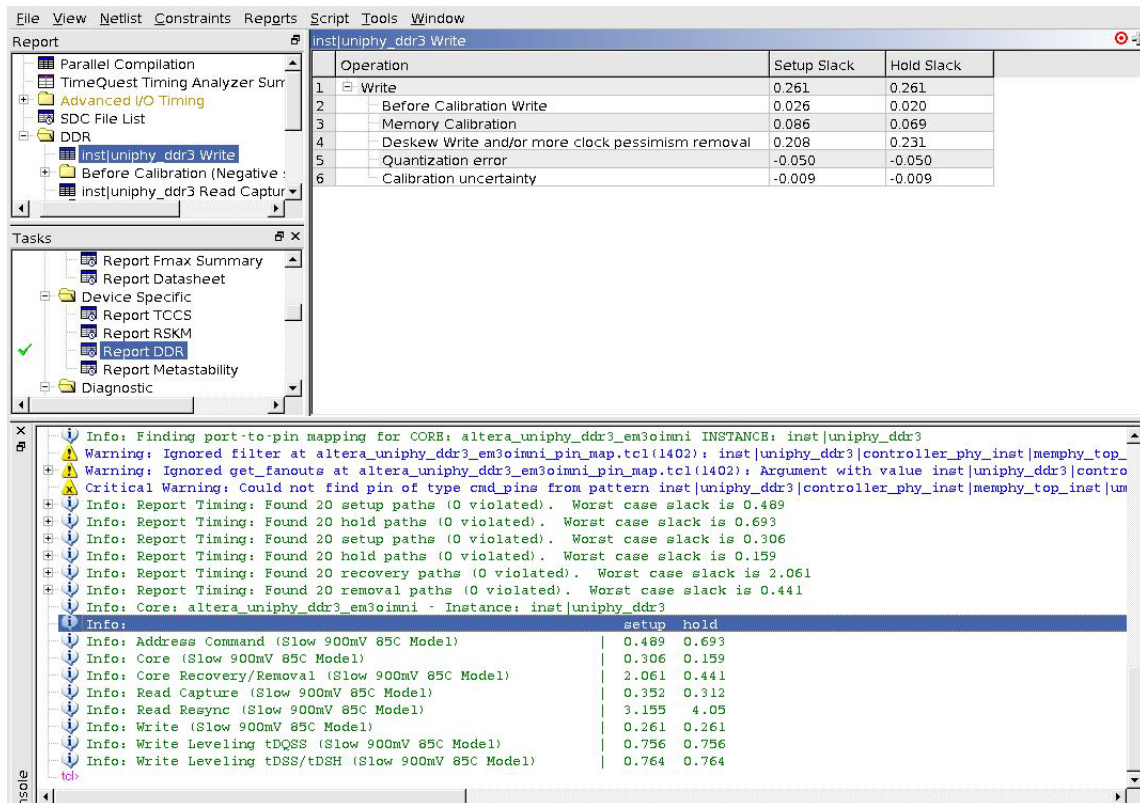 File View Netlist Constraints Reports Script Tools Window
Report
Parallel Compilation
TimeQuest Timing Analyzer Sum
Advanced I/O Timing
SDC File List
DDR
inst|uniphy_ddr3 Write
Before Calibration (Negative
inst|uniphy_ddr3 Read Captur
inst|uniphy_ddr3 Write
Operation Setup Slack Hold Slack
1 Write 0.261 0.261
2 Before Calibration Write 0.026 0.020
3 Memory Calibration 0.086 0.069
4 Deskew Write and/or more clock pessimism removal 0.208 0.231
5 Quantization error -0.050 -0.050
6 Calibration uncertainty -0.009 -0.009
Tasks
Report Fmax Summary
Report Datasheet
Device Specific
Report TCCS
Report RSKM
Report DDR
Report Metastability
Diagnostic
Info: Finding port-to-pin mapping for CORE: altera_uniphy_ddr3_em3oimni INSTANCE: inst|uniphy_ddr3
Warning: Ignored filter at altera_uniphy_ddr3_em3oimni_pin_map.tcl(1402): inst|uniphy_ddr3|controller_phy_inst|memphy_top_
Warning: Ignored get_fanouts at altera_uniphy_ddr3_em3oimni_pin_map.tcl(1402): Argument with value inst|uniphy_ddr3|contro
Critical Warning: Could not find pin of type cmd_pins from pattern inst|uniphy_ddr3|controller_phy_inst|memphy_top_inst|um
Info: Report Timing: Found 20 setup paths (0 violated). Worst case slack is 0.489
Info: Report Timing: Found 20 hold paths (0 violated). Worst case slack is 0.693
Info: Report Timing: Found 20 setup paths (0 violated). Worst case slack is 0.306
Info: Report Timing: Found 20 hold paths (0 violated). Worst case slack is 0.159
Info: Report Timing: Found 20 recovery paths (0 violated). Worst case slack is 2.061
Info: Report Timing: Found 20 removal paths (0 violated). Worst case slack is 0.441
Info: Core: altera_uniphy_ddr3_em3oimni - Instance: inst|uniphy_ddr3
Info: setup hold
Info: Address Command (Slow 900mV 85C Model) | 0.489 0.693
Info: Core (Slow 900mV 85C Model) | 0.306 0.159
Info: Core Recovery/Removal (Slow 900mV 85C Model) | 2.061 0.441
Info: Read Capture (Slow 900mV 85C Model) | 0.352 0.312
Info: Read Resync (Slow 900mV 85C Model) | 3.155 4.05
Info: Write (Slow 900mV 85C Model) | 0.261 0.261
Info: Write Leveling tDQSS (Slow 900mV 85C Model) | 0.756 0.756
Info: Write Leveling tDSS/tDSH (Slow 900mV 85C Model) | 0.764 0.764
tcl>
nsole